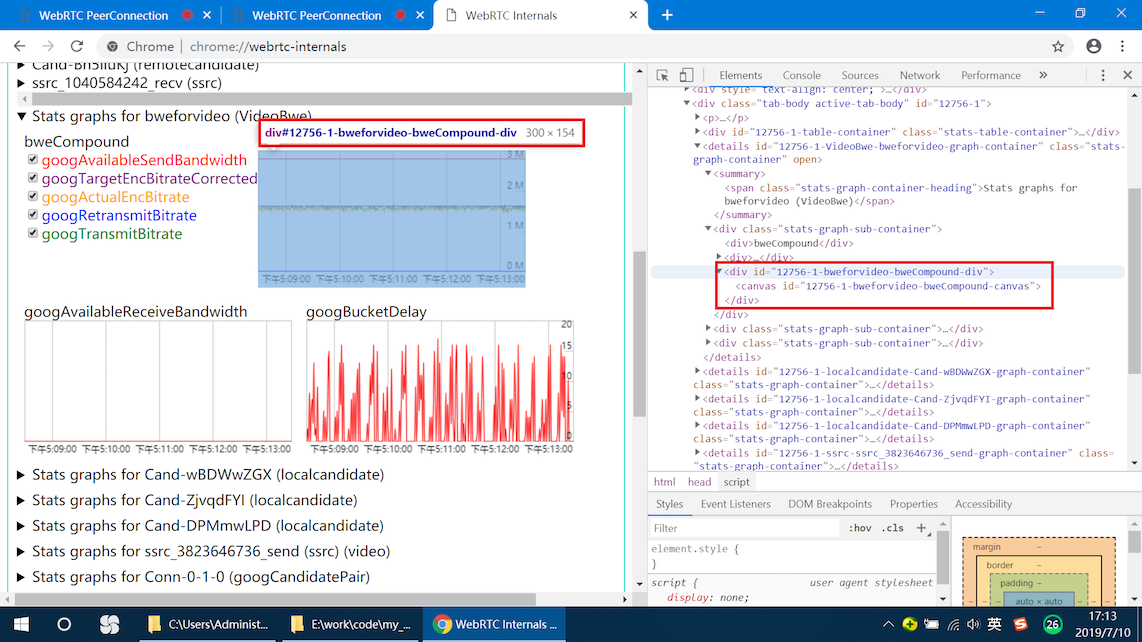 WebRTC PeerConnection
WebRTC PeerConnection
WebRTC Internals
Chrome | chrome://webrtc-internals
Cand-Bh5IltKJ (remotecandidate)
ssrc_1040584242_recv (ssrc)
Stats graphs for bweforvideo (VideoBwe)
div#12756-1-bweforvideo-bweCompound-div 300 × 154
bweCompound
googAvailableSendBandwidth
googTargetEncBitrateCorrected
googActualEncBitrate
googRetransmitBitrate
googTransmitBitrate
3 M
2 M
1 M
0 M
下午5:09:00 下午5:10:00 下午5:11:00 下午5:12:00 下午5:13:00
googAvailableReceiveBandwidth
下午5:09:00 下午5:10:00 下午5:11:00 下午5:12:00 下午5:13:00
googBucketDelay
20
15
10
5
0
下午5:09:00 下午5:10:00 下午5:11:00 下午5:12:00 下午5:13:00
Stats graphs for Cand-wBDWwZGX (localcandidate)
Stats graphs for Cand-ZjvqdFYI (localcandidate)
Stats graphs for Cand-DPMmwLPD (localcandidate)
Stats graphs for ssrc_3823646736_send (ssrc) (video)
Stats graphs for Conn-0-1-0 (googCandidatePair)
Elements Console Sources Network Performance »
<div style="text-align: center;">…</div>
<div class="tab-body active-tab-body" id="12756-1">
<p>…</p>
<div id="12756-1-table-container" class="stats-table-container">…</div>
<details id="12756-1-VideoBwe-bweforvideo-graph-container" class="stats-
graph-container" open>
<summary>
<span class="stats-graph-container-heading">Stats graphs for
bweforvideo (VideoBwe)</span>
</summary>
<div class="stats-graph-sub-container">
<div>bweCompound</div>
<div>…</div>
<div id="12756-1-bweforvideo-bweCompound-div">
<canvas id="12756-1-bweforvideo-bweCompound-canvas">
</div>
</div>
<div class="stats-graph-sub-container">…</div>
<div class="stats-graph-sub-container">…</div>
</details>
<details id="12756-1-localcandidate-Cand-wBDWwZGX-graph-container"
class="stats-graph-container">…</details>
<details id="12756-1-localcandidate-Cand-ZjvqdFYI-graph-container"
class="stats-graph-container">…</details>
<details id="12756-1-localcandidate-Cand-DPMmwLPD-graph-container"
class="stats-graph-container">…</details>
<details id="12756-1-ssrc-ssrc_3823646736_send-graph-container" class=
"stats-graph-container">…</details>
html head script
Styles Event Listeners DOM Breakpoints Properties Accessibility
Filter :hov .cls +
element.style {
}
script { user agent stylesheet
display: none;
margin –
border –
padding –
auto × auto
C:\Users\Administ...
E:\work\code\my_...
WebRTC Internals ...
英
26
17:13
2019/7/10